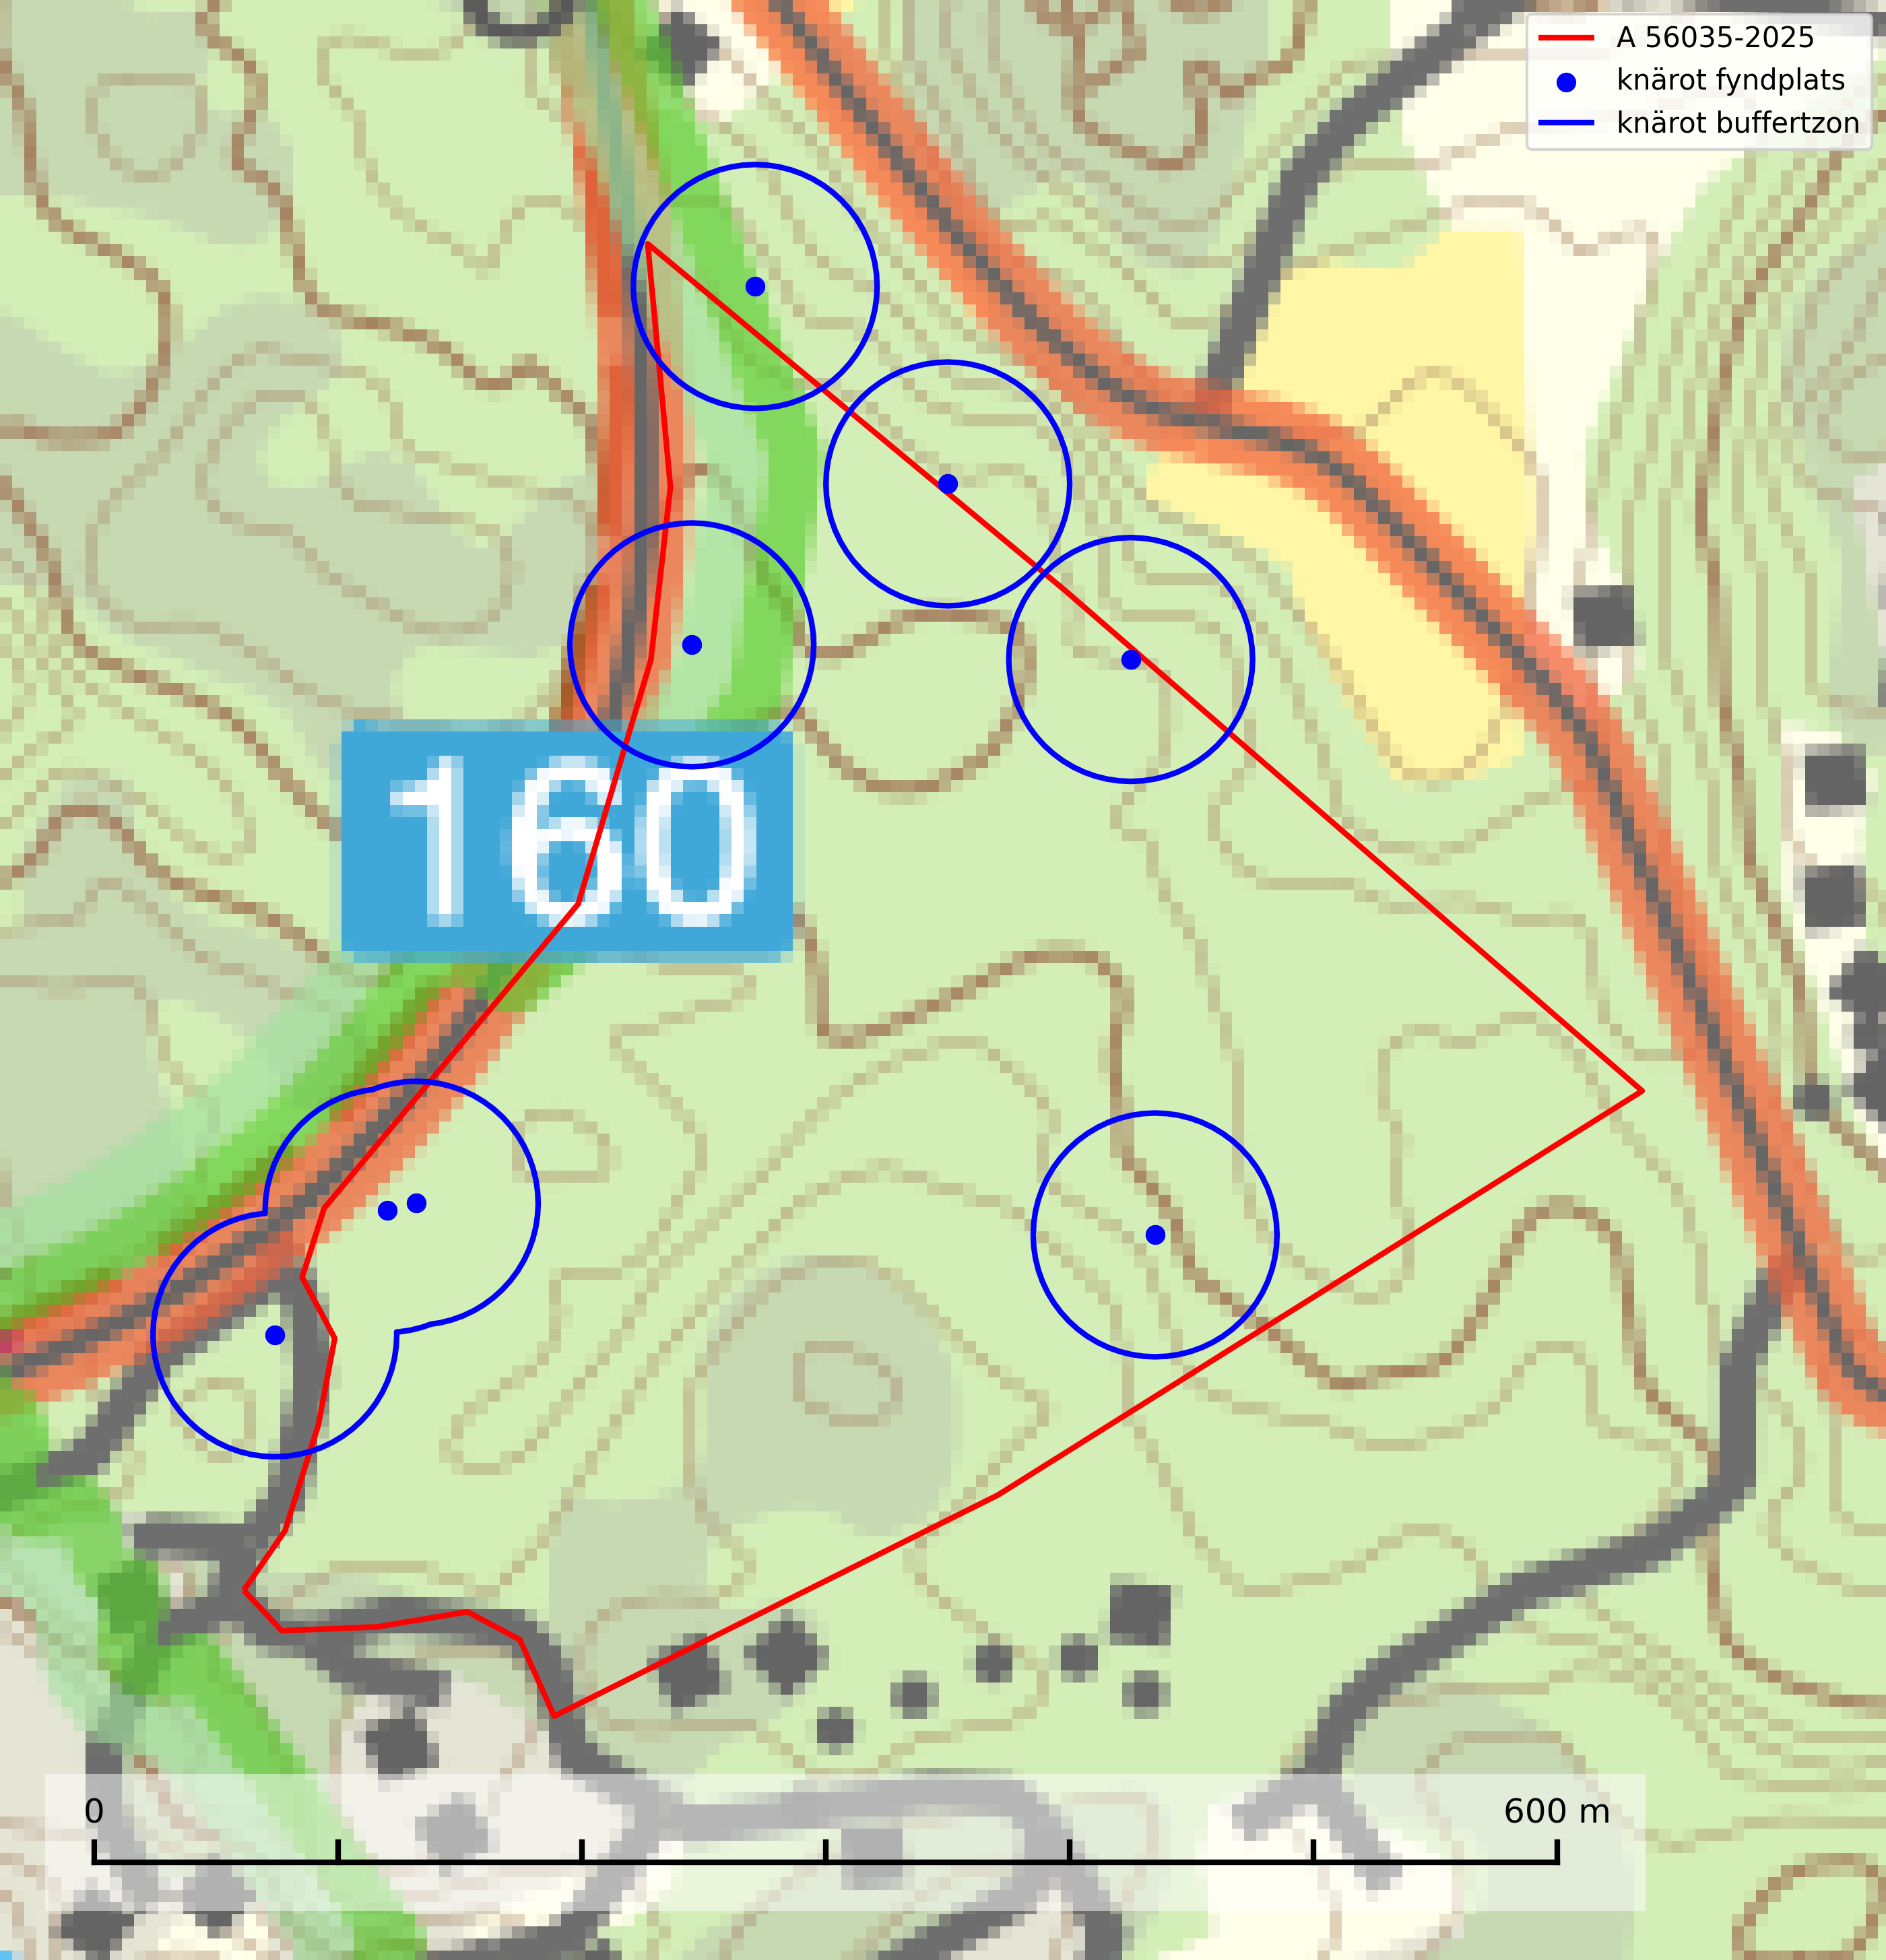 A 56035-2025
knärot fyndplats
knärot buffertzon
160
0
600 m